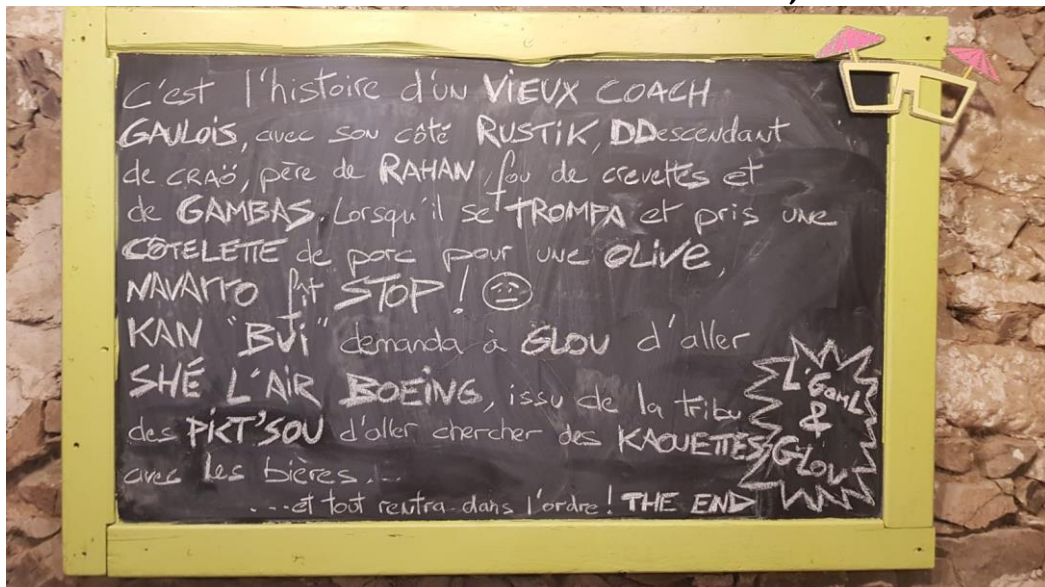 C'est l'histoire d'un VIEUX COACH
GAULOIS, avec son côté RUSTiK, DDescendant
de CRAÖ, père de RAHAN, fou de crevettes et
de GAMBAS. Lorsqu'il se TROMPA et pris une
CÔTELETTE de porc pour une OLiVE,
NAVARRO fit STOP !
KAN "BUi" demanda à GLOU d'aller
SHÉ L'AiR BOEiNG, issu de la tribu
des PiKT'SOU d'aller chercher des KAOUETTES
avec les bières...
...et tout rentra dans l'ordre ! THE END
L'GamL
&
GLOU